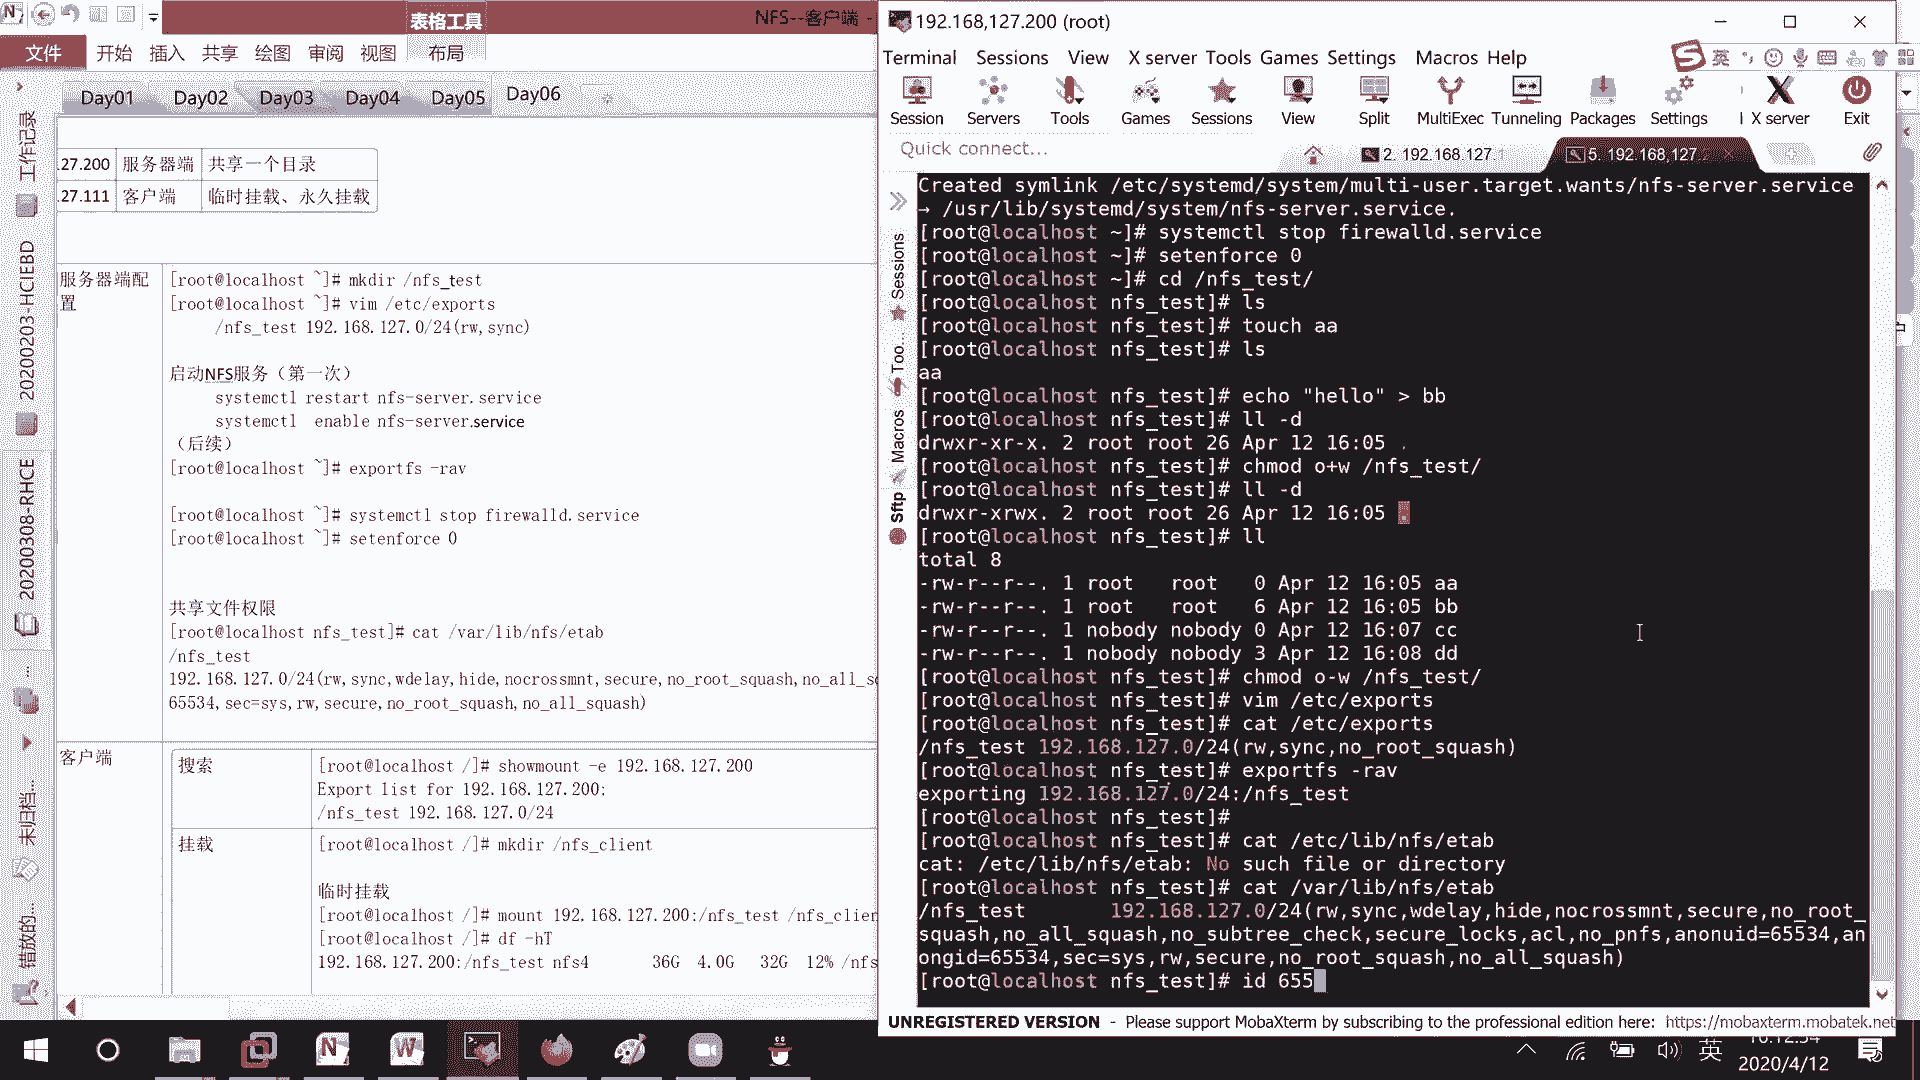 表格工具
NFS--客户端 -
文件 开始 插入 共享 绘图 审阅 视图 布局
Day01 Day02 Day03 Day04 Day05 Day06
工作记录
20200203-HCIEBD
20200308-RHCE
...
未归档...
错放的...
27.200 服务器端 共享一个目录
27.111 客户端 临时挂载、永久挂载
服务器端配置
[root@localhost ~]# mkdir /nfs_test
[root@localhost ~]# vim /etc/exports
/nfs_test 192.168.127.0/24(rw,sync)
启动NFS服务（第一次）
systemctl restart nfs-server.service
systemctl enable nfs-server.service
（后续）
[root@localhost ~]# exportfs -rav
[root@localhost ~]# systemctl stop firewalld.service
[root@localhost ~]# setenforce 0
共享文件权限
[root@localhost nfs_test]# cat /var/lib/nfs/etab
/nfs_test
192.168.127.0/24(rw,sync,wdelay,hide,nocrossmnt,secure,no_root_squash,no_all_s
65534,sec=sys,rw,secure,no_root_squash,no_all_squash)
客户端
搜索
[root@localhost /]# showmount -e 192.168.127.200
Export list for 192.168.127.200:
/nfs_test 192.168.127.0/24
挂载
[root@localhost /]# mkdir /nfs_client
临时挂载
[root@localhost /]# mount 192.168.127.200:/nfs_test /nfs_clien
[root@localhost /]# df -hT
192.168.127.200:/nfs_test nfs4 36G 4.0G 32G 12% /nfs
192.168,127.200 (root)
Terminal Sessions View X server Tools Games Settings Macros Help
英
Session Servers Tools Games Sessions View Split MultiExec Tunneling Packages Settings X server Exit
Quick connect...
2. 192.168.127.1
5. 192.168,127.
Sessions
Too...
Macros
Sftp
Created symlink /etc/systemd/system/multi-user.target.wants/nfs-server.service
→ /usr/lib/systemd/system/nfs-server.service.
[root@localhost ~]# systemctl stop firewalld.service
[root@localhost ~]# setenforce 0
[root@localhost ~]# cd /nfs_test/
[root@localhost nfs_test]# ls
[root@localhost nfs_test]# touch aa
[root@localhost nfs_test]# ls
aa
[root@localhost nfs_test]# echo "hello" > bb
[root@localhost nfs_test]# ll -d
drwxr-xr-x. 2 root root 26 Apr 12 16:05 .
[root@localhost nfs_test]# chmod o+w /nfs_test/
[root@localhost nfs_test]# ll -d
drwxr-xrwx. 2 root root 26 Apr 12 16:05 .
[root@localhost nfs_test]# ll
total 8
-rw-r--r--. 1 root root 0 Apr 12 16:05 aa
-rw-r--r--. 1 root root 6 Apr 12 16:05 bb
-rw-r--r--. 1 nobody nobody 0 Apr 12 16:07 cc
-rw-r--r--. 1 nobody nobody 3 Apr 12 16:08 dd
[root@localhost nfs_test]# chmod o-w /nfs_test/
[root@localhost nfs_test]# vim /etc/exports
[root@localhost nfs_test]# cat /etc/exports
/nfs_test 192.168.127.0/24(rw,sync,no_root_squash)
[root@localhost nfs_test]# exportfs -rav
exporting 192.168.127.0/24:/nfs_test
[root@localhost nfs_test]#
[root@localhost nfs_test]# cat /etc/lib/nfs/etab
cat: /etc/lib/nfs/etab: No such file or directory
[root@localhost nfs_test]# cat /var/lib/nfs/etab
/nfs_test 192.168.127.0/24(rw,sync,wdelay,hide,nocrossmnt,secure,no_root_
squash,no_all_squash,no_subtree_check,secure_locks,acl,no_pnfs,anonuid=65534,an
ongid=65534,sec=sys,rw,secure,no_root_squash,no_all_squash)
[root@localhost nfs_test]# id 655
UNREGISTERED VERSION - Please support MobaXterm by subscribing to the professional edition here: https://mobaxterm.mobatek.net
英
2020/4/12